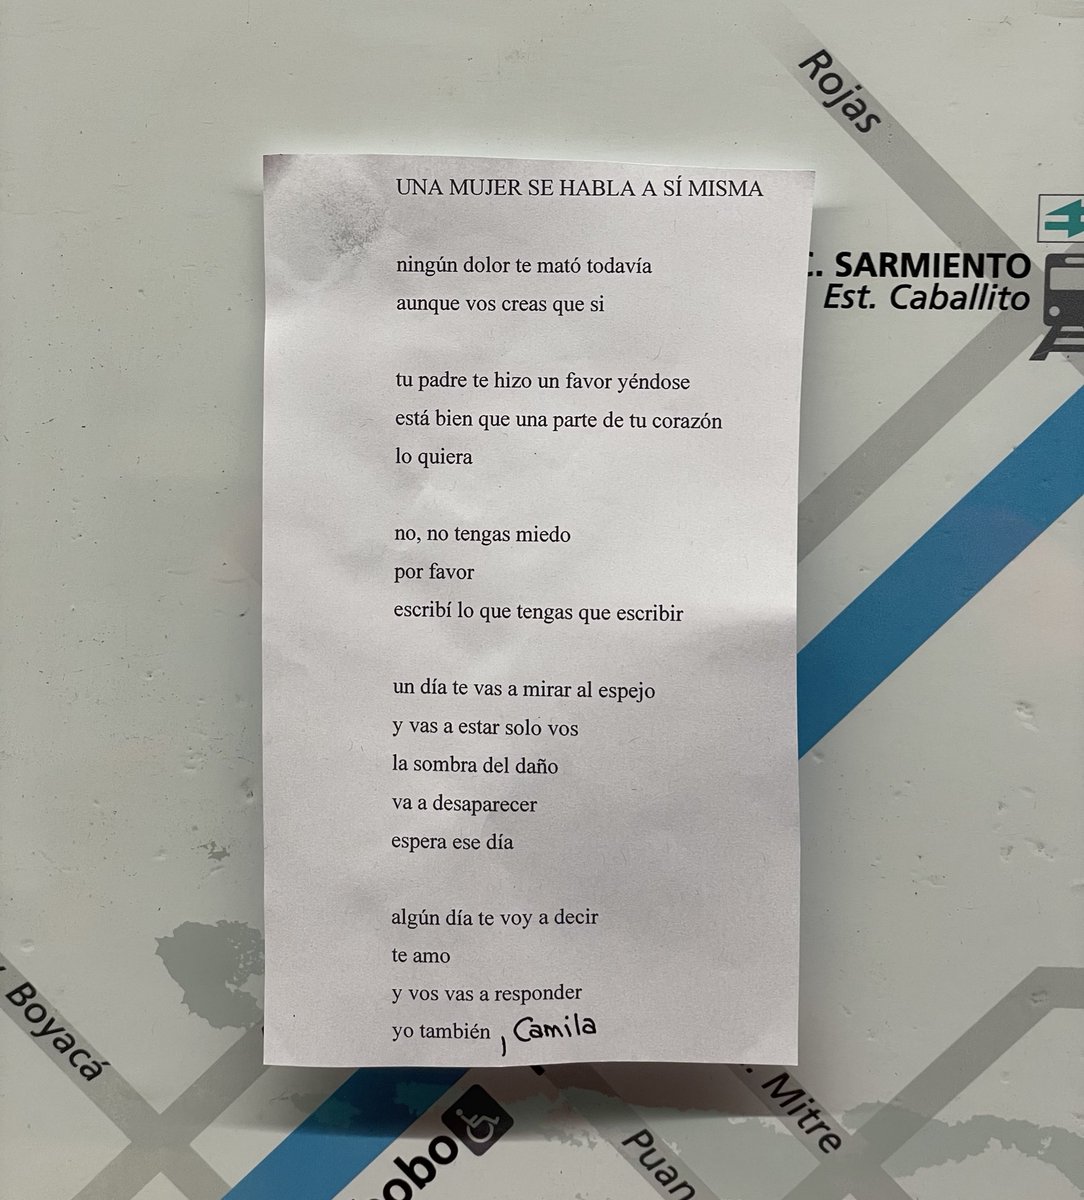 Rojas
C. SARMIENTO
Est. Caballito
UNA MUJER SE HABLA A SÍ MISMA
ningún dolor te mató todavía
aunque vos creas que si
tu padre te hizo un favor yéndose
está bien que una parte de tu corazón
lo quiera
no, no tengas miedo
por favor
escribí lo que tengas que escribir
un día te vas a mirar al espejo
y vas a estar solo vos
la sombra del daño
va a desaparecer
espera ese día
algún día te voy a decir
te amo
y vos vas a responder
yo también, Camila
Boyacá
obo
Puan
Mitre